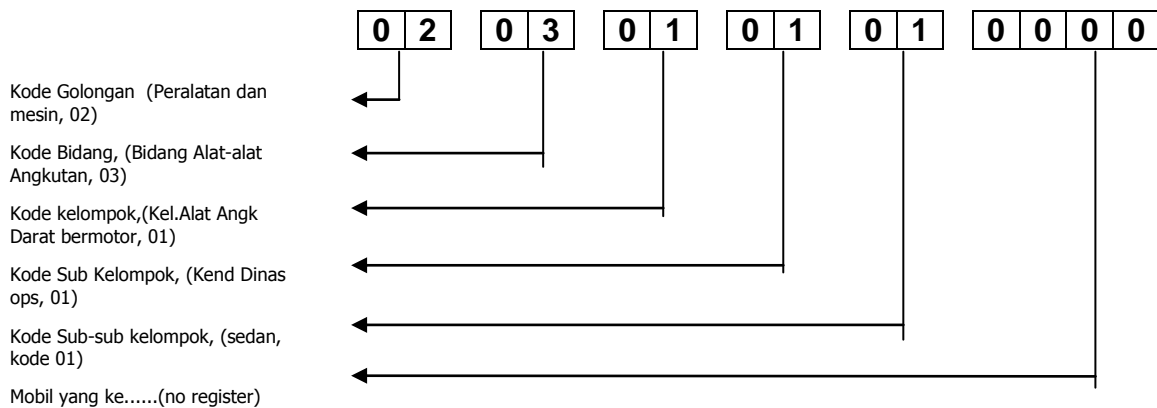 0 2 0 3 0 1 0 1 0 1 0 0 0 0
Kode Golongan (Peralatan dan
mesin, 02)
Kode Bidang, (Bidang Alat-alat
Angkutan, 03)
Kode kelompok,(Kel.Alat Angk
Darat bermotor, 01)
Kode Sub Kelompok, (Kend Dinas
ops, 01)
Kode Sub-sub kelompok, (sedan,
kode 01)
Mobil yang ke......(no register)